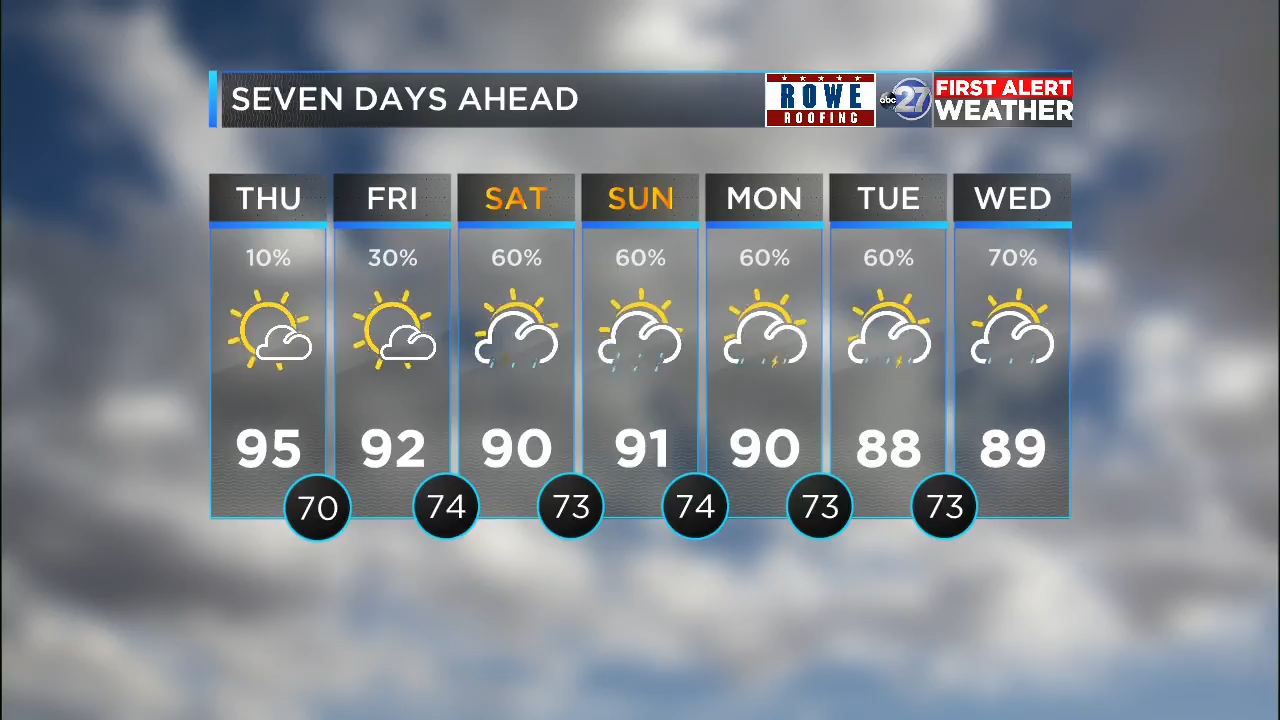 SEVEN DAYS AHEAD
ROWE
ROOFING
abc 27
FIRST ALERT
WEATHER
THU FRI SAT SUN MON TUE WED
10% 30% 60% 60% 60% 60% 70%
95 92 90 91 90 88 89
70 74 73 74 73 73